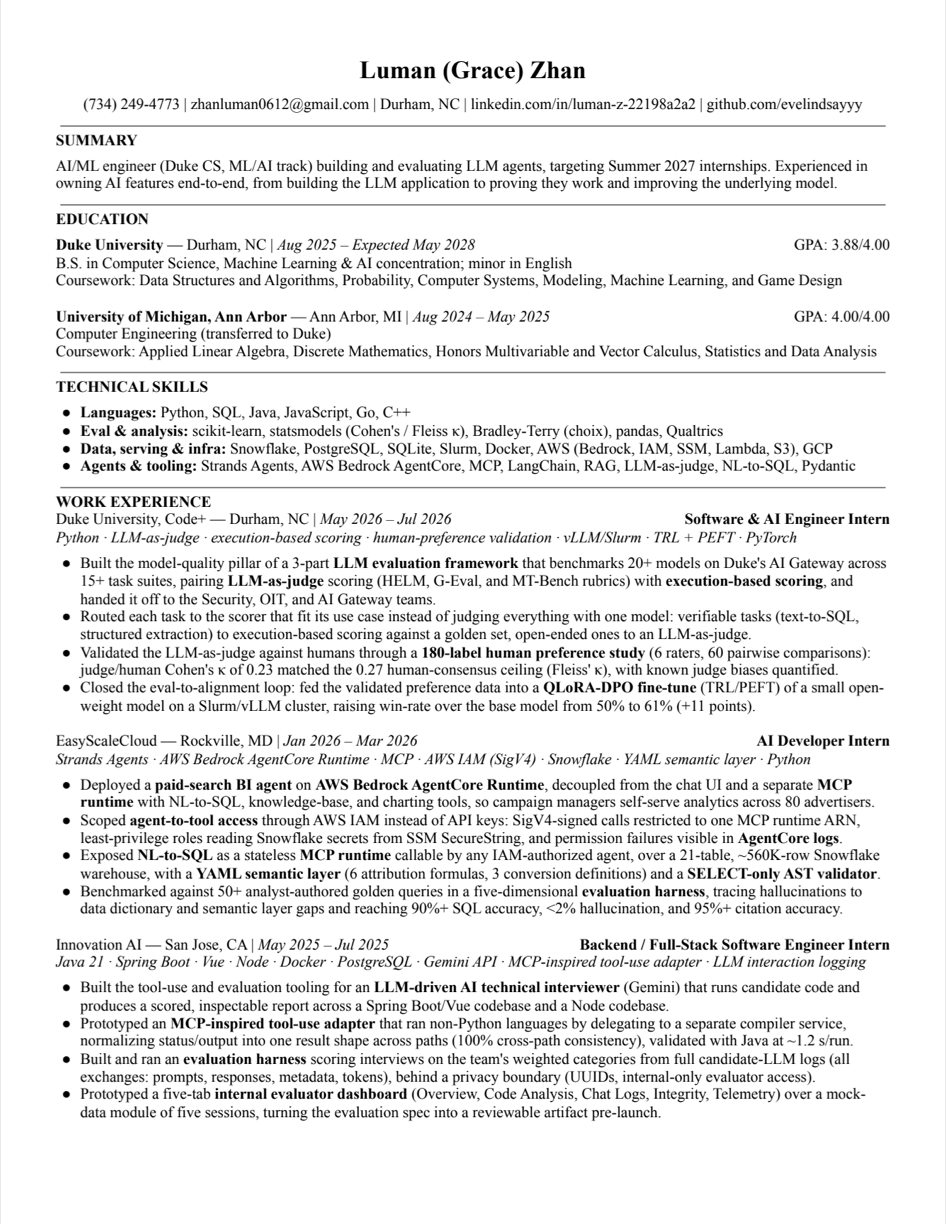 Luman (Grace) Zhan
(734) 249-4773 | zhanluman0612@gmail.com | Durham, NC | linkedin.com/in/luman-z-22198a2a2 | github.com/evelindsayyy
SUMMARY
AI/ML engineer (Duke CS, ML/AI track) building and evaluating LLM agents, targeting Summer 2027 internships. Experienced in
owning AI features end-to-end, from building the LLM application to proving they work and improving the underlying model.
EDUCATION
Duke University — Durham, NC | Aug 2025 – Expected May 2028 GPA: 3.88/4.00
B.S. in Computer Science, Machine Learning & AI concentration; minor in English
Coursework: Data Structures and Algorithms, Probability, Computer Systems, Modeling, Machine Learning, and Game Design
University of Michigan, Ann Arbor — Ann Arbor, MI | Aug 2024 – May 2025 GPA: 4.00/4.00
Computer Engineering (transferred to Duke)
Coursework: Applied Linear Algebra, Discrete Mathematics, Honors Multivariable and Vector Calculus, Statistics and Data Analysis
TECHNICAL SKILLS
● Languages: Python, SQL, Java, JavaScript, Go, C++
● Eval & analysis: scikit-learn, statsmodels (Cohen's / Fleiss κ), Bradley-Terry (choix), pandas, Qualtrics
● Data, serving & infra: Snowflake, PostgreSQL, SQLite, Slurm, Docker, AWS (Bedrock, IAM, SSM, Lambda, S3), GCP
● Agents & tooling: Strands Agents, AWS Bedrock AgentCore, MCP, LangChain, RAG, LLM-as-judge, NL-to-SQL, Pydantic
WORK EXPERIENCE
Duke University, Code+ — Durham, NC | May 2026 – Jul 2026 Software & AI Engineer Intern
Python · LLM-as-judge · execution-based scoring · human-preference validation · vLLM/Slurm · TRL + PEFT · PyTorch
● Built the model-quality pillar of a 3-part LLM evaluation framework that benchmarks 20+ models on Duke's AI Gateway across
15+ task suites, pairing LLM-as-judge scoring (HELM, G-Eval, and MT-Bench rubrics) with execution-based scoring, and
handed it off to the Security, OIT, and AI Gateway teams.
● Routed each task to the scorer that fit its use case instead of judging everything with one model: verifiable tasks (text-to-SQL,
structured extraction) to execution-based scoring against a golden set, open-ended ones to an LLM-as-judge.
● Validated the LLM-as-judge against humans through a 180-label human preference study (6 raters, 60 pairwise comparisons):
judge/human Cohen's κ of 0.23 matched the 0.27 human-consensus ceiling (Fleiss' κ), with known judge biases quantified.
● Closed the eval-to-alignment loop: fed the validated preference data into a QLoRA-DPO fine-tune (TRL/PEFT) of a small open-
weight model on a Slurm/vLLM cluster, raising win-rate over the base model from 50% to 61% (+11 points).
EasyScaleCloud — Rockville, MD | Jan 2026 – Mar 2026 AI Developer Intern
Strands Agents · AWS Bedrock AgentCore Runtime · MCP · AWS IAM (SigV4) · Snowflake · YAML semantic layer · Python
● Deployed a paid-search BI agent on AWS Bedrock AgentCore Runtime, decoupled from the chat UI and a separate MCP
runtime with NL-to-SQL, knowledge-base, and charting tools, so campaign managers self-serve analytics across 80 advertisers.
● Scoped agent-to-tool access through AWS IAM instead of API keys: SigV4-signed calls restricted to one MCP runtime ARN,
least-privilege roles reading Snowflake secrets from SSM SecureString, and permission failures visible in AgentCore logs.
● Exposed NL-to-SQL as a stateless MCP runtime callable by any IAM-authorized agent, over a 21-table, ~560K-row Snowflake
warehouse, with a YAML semantic layer (6 attribution formulas, 3 conversion definitions) and a SELECT-only AST validator.
● Benchmarked against 50+ analyst-authored golden queries in a five-dimensional evaluation harness, tracing hallucinations to
data dictionary and semantic layer gaps and reaching 90%+ SQL accuracy, <2% hallucination, and 95%+ citation accuracy.
Innovation AI — San Jose, CA | May 2025 – Jul 2025 Backend / Full-Stack Software Engineer Intern
Java 21 · Spring Boot · Vue · Node · Docker · PostgreSQL · Gemini API · MCP-inspired tool-use adapter · LLM interaction logging
● Built the tool-use and evaluation tooling for an LLM-driven AI technical interviewer (Gemini) that runs candidate code and
produces a scored, inspectable report across a Spring Boot/Vue codebase and a Node codebase.
● Prototyped an MCP-inspired tool-use adapter that ran non-Python languages by delegating to a separate compiler service,
normalizing status/output into one result shape across paths (100% cross-path consistency), validated with Java at ~1.2 s/run.
● Built and ran an evaluation harness scoring interviews on the team's weighted categories from full candidate-LLM logs (all
exchanges: prompts, responses, metadata, tokens), behind a privacy boundary (UUIDs, internal-only evaluator access).
● Prototyped a five-tab internal evaluator dashboard (Overview, Code Analysis, Chat Logs, Integrity, Telemetry) over a mock-
data module of five sessions, turning the evaluation spec into a reviewable artifact pre-launch.